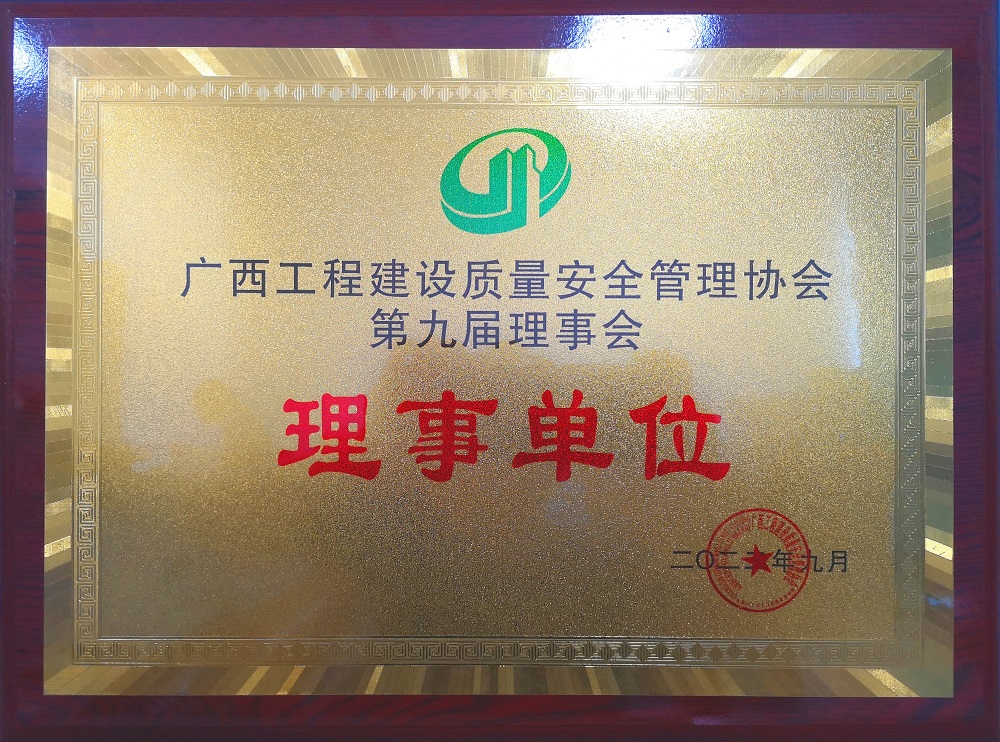 广西工程建设质量安全管理协会
第九届理事会
理事单位
二〇二二年九月